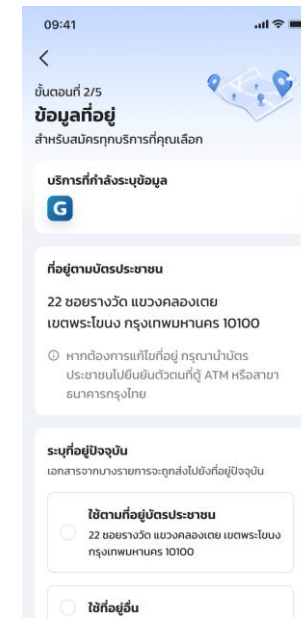 09:41
ขั้นตอนที่ 2/5
ข้อมูลที่อยู่
สำหรับสมัครทุกบริการที่คุณเลือก
บริการที่กำลังระบุข้อมูล
G
ที่อยู่ตามบัตรประชาชน
22 ซอยรางวัด แขวงคลองเตย
เขตพระโขนง กรุงเทพมหานคร 10100
หากต้องการแก้ไขที่อยู่ กรุณานำบัตร
ประชาชนไปยืนยันตัวตนที่ตู้ ATM หรือสาขา
ธนาคารกรุงไทย
ระบุที่อยู่ปัจจุบัน
เอกสารจากบางรายการจะถูกส่งไปยังที่อยู่ปัจจุบัน
ใช้ตามที่อยู่บัตรประชาชน
22 ซอยรางวัด แขวงคลองเตย เขตพระโขนง
กรุงเทพมหานคร 10100
ใช้ที่อยู่อื่น